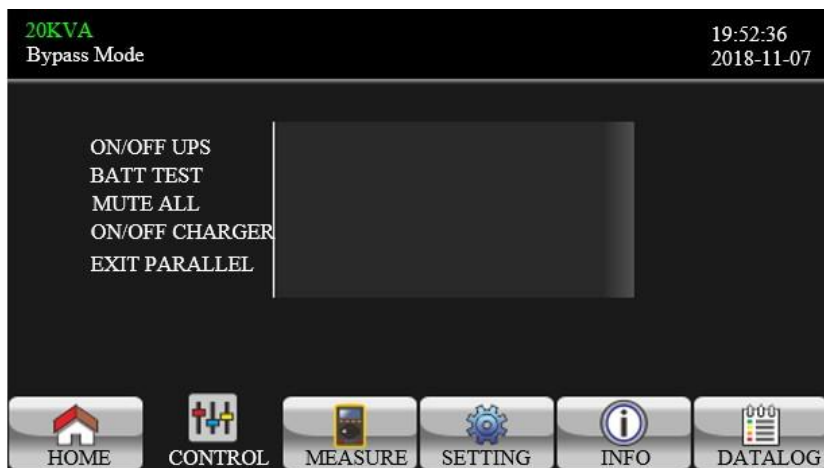 20KVA
Bypass Mode
19:52:36
2018-11-07
ON/OFF UPS
BATT TEST
MUTE ALL
ON/OFF CHARGER
EXIT PARALLEL
HOME
CONTROL
MEASURE
SETTING
INFO
DATALOG